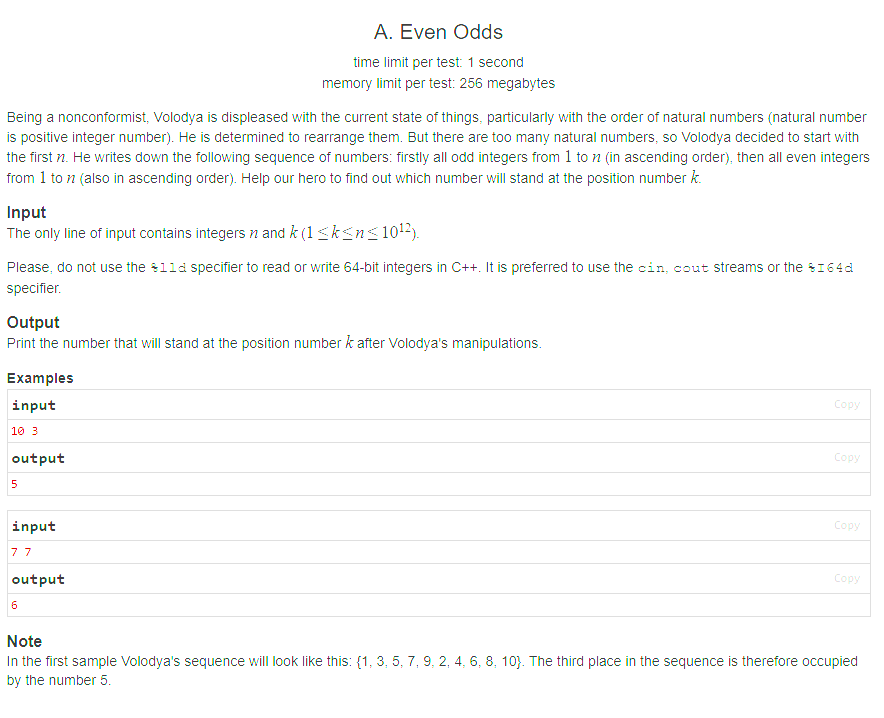 A. Even Odds
time limit per test: 1 second
memory limit per test: 256 megabytes
Being a nonconformist, Volodya is displeased with the current state of things, particularly with the order of natural numbers (natural number
is positive integer number). He is determined to rearrange them. But there are too many natural numbers, so Volodya decided to start with
the first n. He writes down the following sequence of numbers: firstly all odd integers from 1 to n (in ascending order), then all even integers
from 1 to n (also in ascending order). Help our hero to find out which number will stand at the position number k.
Input
The only line of input contains integers n and k (1 ≤ k ≤ n ≤ 10¹²).
Please, do not use the %lld specifier to read or write 64-bit integers in C++. It is preferred to use the cin, cout streams or the %I64d
specifier.
Output
Print the number that will stand at the position number k after Volodya's manipulations.
Examples
input Copy
10 3
output Copy
5
input Copy
7 7
output Copy
6
Note
In the first sample Volodya's sequence will look like this: {1, 3, 5, 7, 9, 2, 4, 6, 8, 10}. The third place in the sequence is therefore occupied
by the number 5.